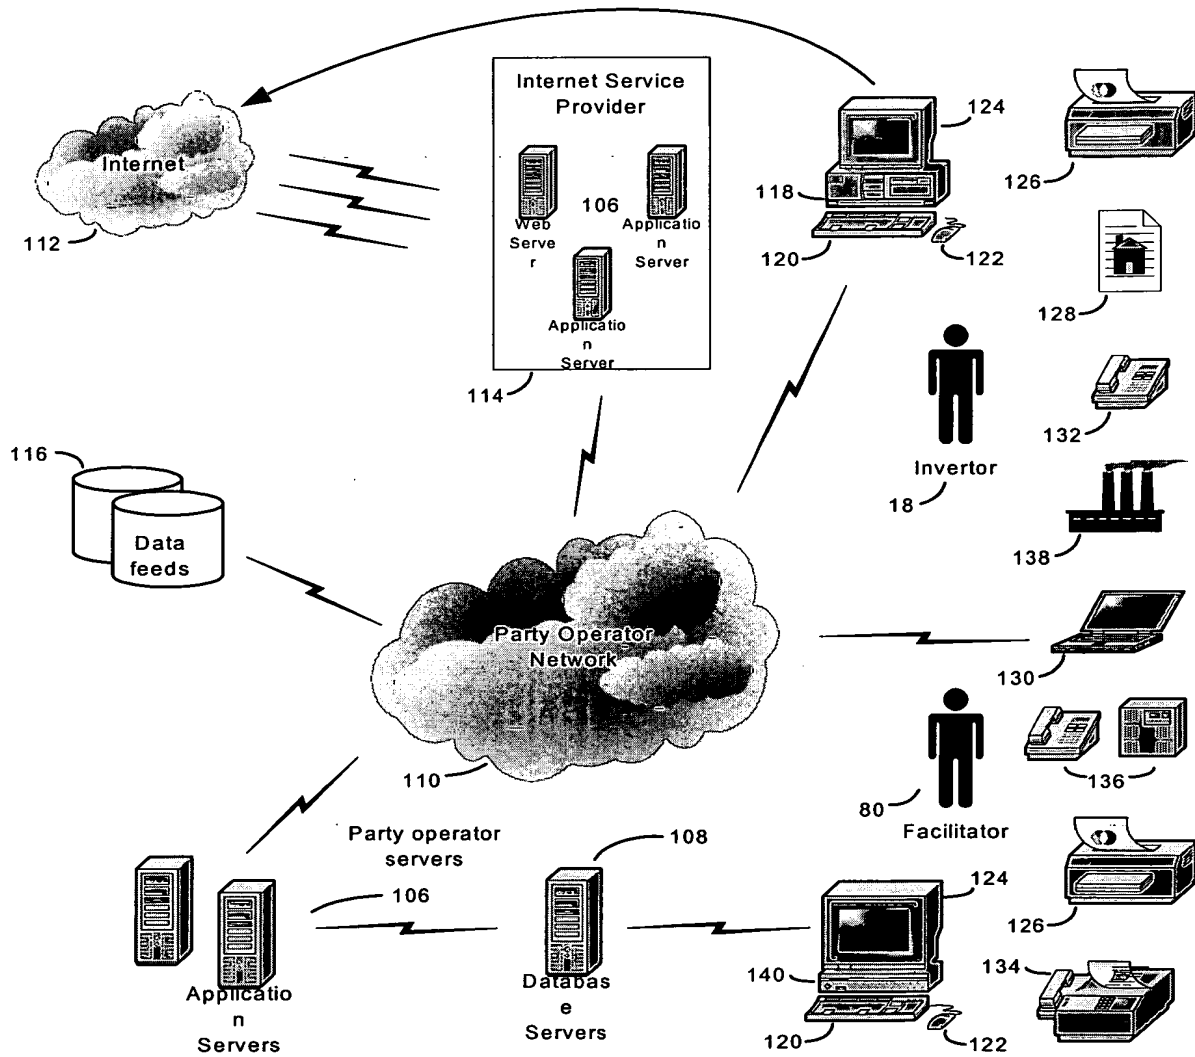 Internet Service
Provider
124
Internet
126
118
106
Web
Serve
r
Applicatio
n
Server
112
120
122
128
Applicatio
n
Server
114
132
116
Invertor
18
Data
feeds
138
Party Operator
Network
130
110
136
80
Facilitator
Party operator
servers
108
106
124
126
134
140
Applicatio
n
Servers
Databas
e
Servers
120
122